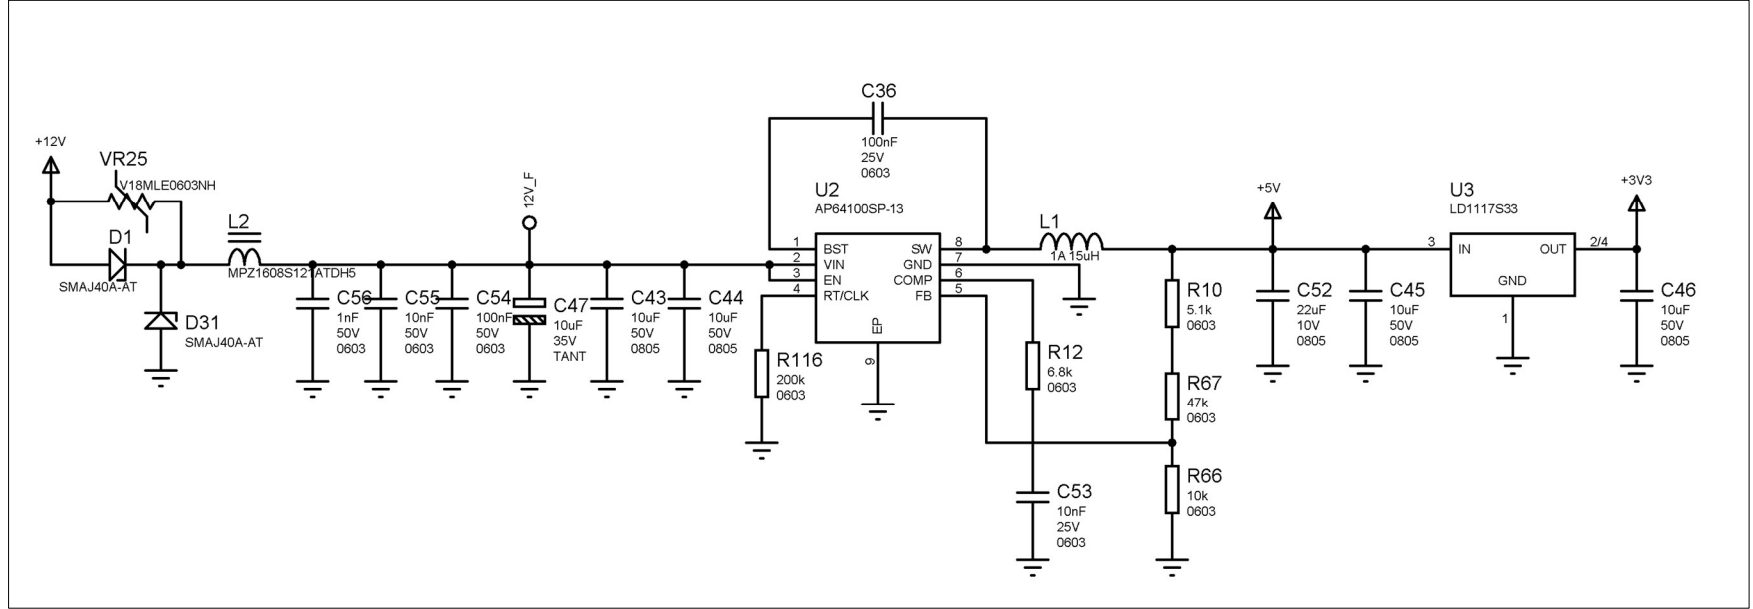 +12V
VR25
V18MLE0603NH
D1
SMAJ40A-AT
D31
SMAJ40A-AT
L2
MPZ1608S121ATDH5
C56
1nF
50V
0603
C55
10nF
50V
0603
C54
100nF
50V
0603
12V_F
C47
10uF
35V
TANT
C43
10uF
50V
0805
C44
10uF
50V
0805
C36
100nF
25V
0603
U2
AP64100SP-13
1
BST
2
VIN
3
EN
4
RT/CLK
SW
8
GND
7
COMP
6
FB
5
EP
9
R116
200k
0603
L1
1A 15uH
R12
6.8k
0603
C53
10nF
25V
0603
R10
5.1k
0603
R67
47k
0603
R66
10k
0603
+5V
C52
22uF
10V
0805
C45
10uF
50V
0805
U3
LD1117S33
3
IN
OUT
2/4
GND
1
+3V3
C46
10uF
50V
0805